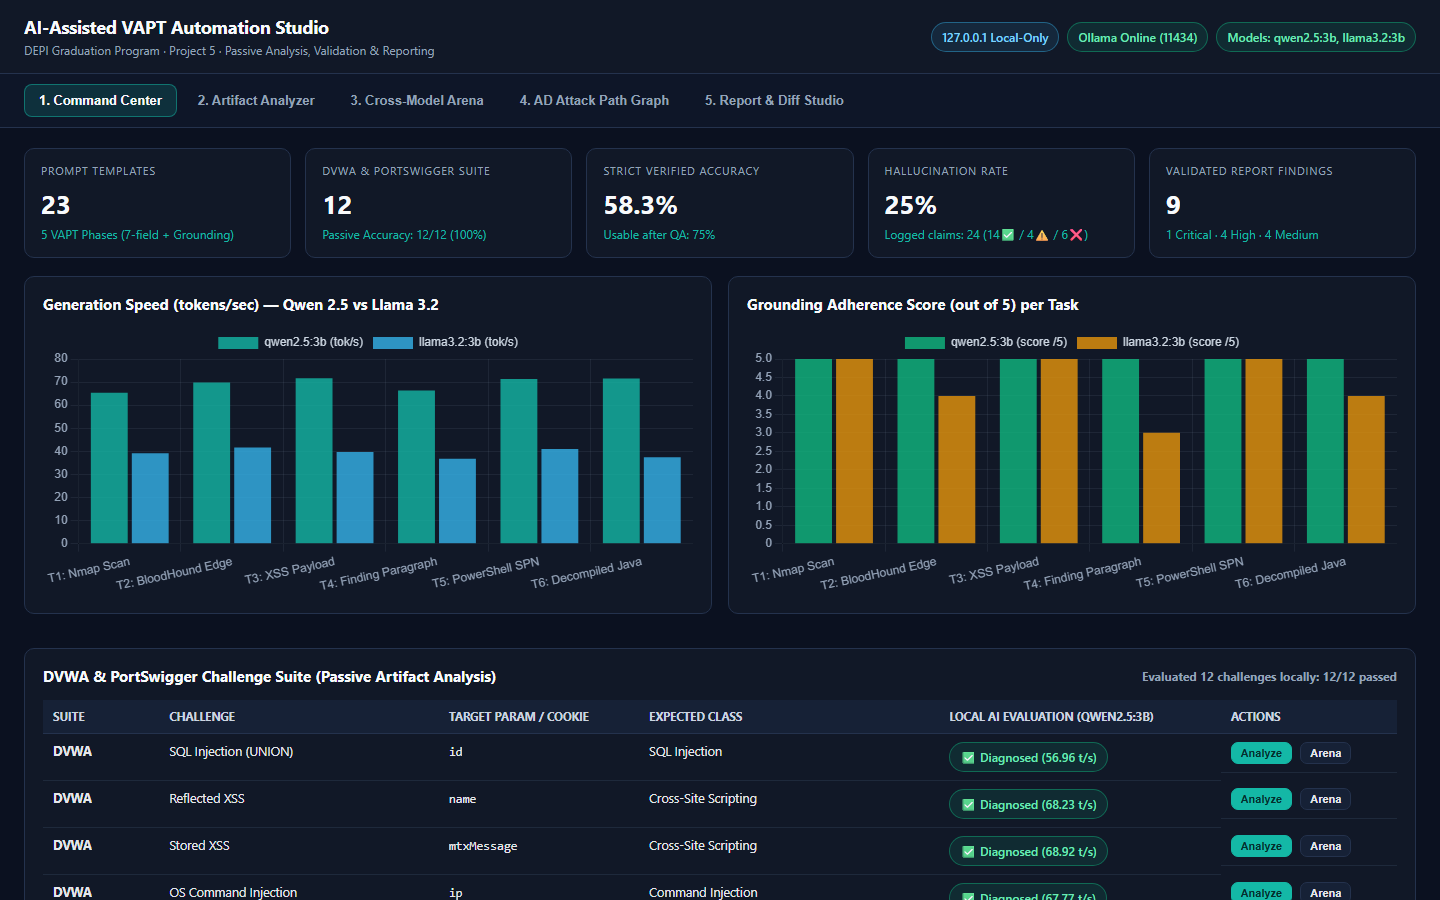 AI-Assisted VAPT Automation Studio
DEPI Graduation Program · Project 5 · Passive Analysis, Validation & Reporting
127.0.0.1 Local-Only
Ollama Online (11434)
Models: qwen2.5:3b, llama3.2:3b
1. Command Center
2. Artifact Analyzer
3. Cross-Model Arena
4. AD Attack Path Graph
5. Report & Diff Studio
PROMPT TEMPLATES
23
5 VAPT Phases (7-field + Grounding)
DVWA & PORTSWIGGER SUITE
12
Passive Accuracy: 12/12 (100%)
STRICT VERIFIED ACCURACY
58.3%
Usable after QA: 75%
HALLUCINATION RATE
25%
Logged claims: 24 (14✅ / 4⚠️ / 6❌)
VALIDATED REPORT FINDINGS
9
1 Critical · 4 High · 4 Medium
Generation Speed (tokens/sec) — Qwen 2.5 vs Llama 3.2
qwen2.5:3b (tok/s)
llama3.2:3b (tok/s)
80
70
60
50
40
30
20
10
0
T1: Nmap Scan
T2: BloodHound Edge
T3: XSS Payload
T4: Finding Paragraph
T5: PowerShell SPN
T6: Decompiled Java
Grounding Adherence Score (out of 5) per Task
qwen2.5:3b (score /5)
llama3.2:3b (score /5)
5.0
4.5
4.0
3.5
3.0
2.5
2.0
1.5
1.0
0.5
0
T1: Nmap Scan
T2: BloodHound Edge
T3: XSS Payload
T4: Finding Paragraph
T5: PowerShell SPN
T6: Decompiled Java
DVWA & PortSwigger Challenge Suite (Passive Artifact Analysis)
Evaluated 12 challenges locally: 12/12 passed
SUITE CHALLENGE TARGET PARAM / COOKIE EXPECTED CLASS LOCAL AI EVALUATION (QWEN2.5:3B) ACTIONS
DVWA SQL Injection (UNION) id SQL Injection ✅ Diagnosed (56.96 t/s) Analyze Arena
DVWA Reflected XSS name Cross-Site Scripting ✅ Diagnosed (68.23 t/s) Analyze Arena
DVWA Stored XSS mtxMessage Cross-Site Scripting ✅ Diagnosed (68.92 t/s) Analyze Arena
DVWA OS Command Injection ip Command Injection ✅ Diagnosed (67.77 t/s) Analyze Arena